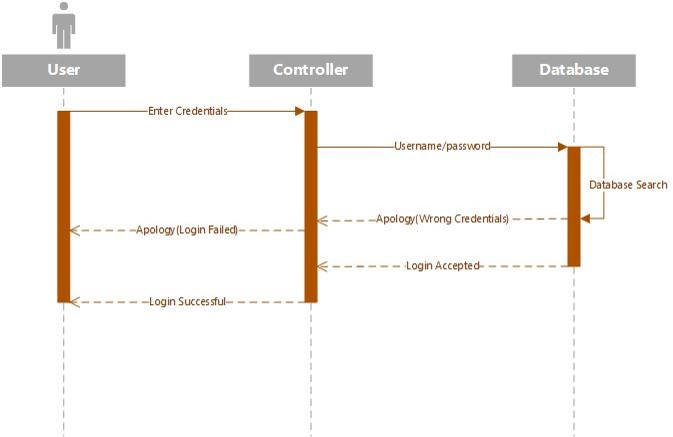 User
Controller
Database
Enter Credentials
Username/password
Database Search
Apology(Wrong Credentials)
Apology(Login Failed)
Login Accepted
Login Successful